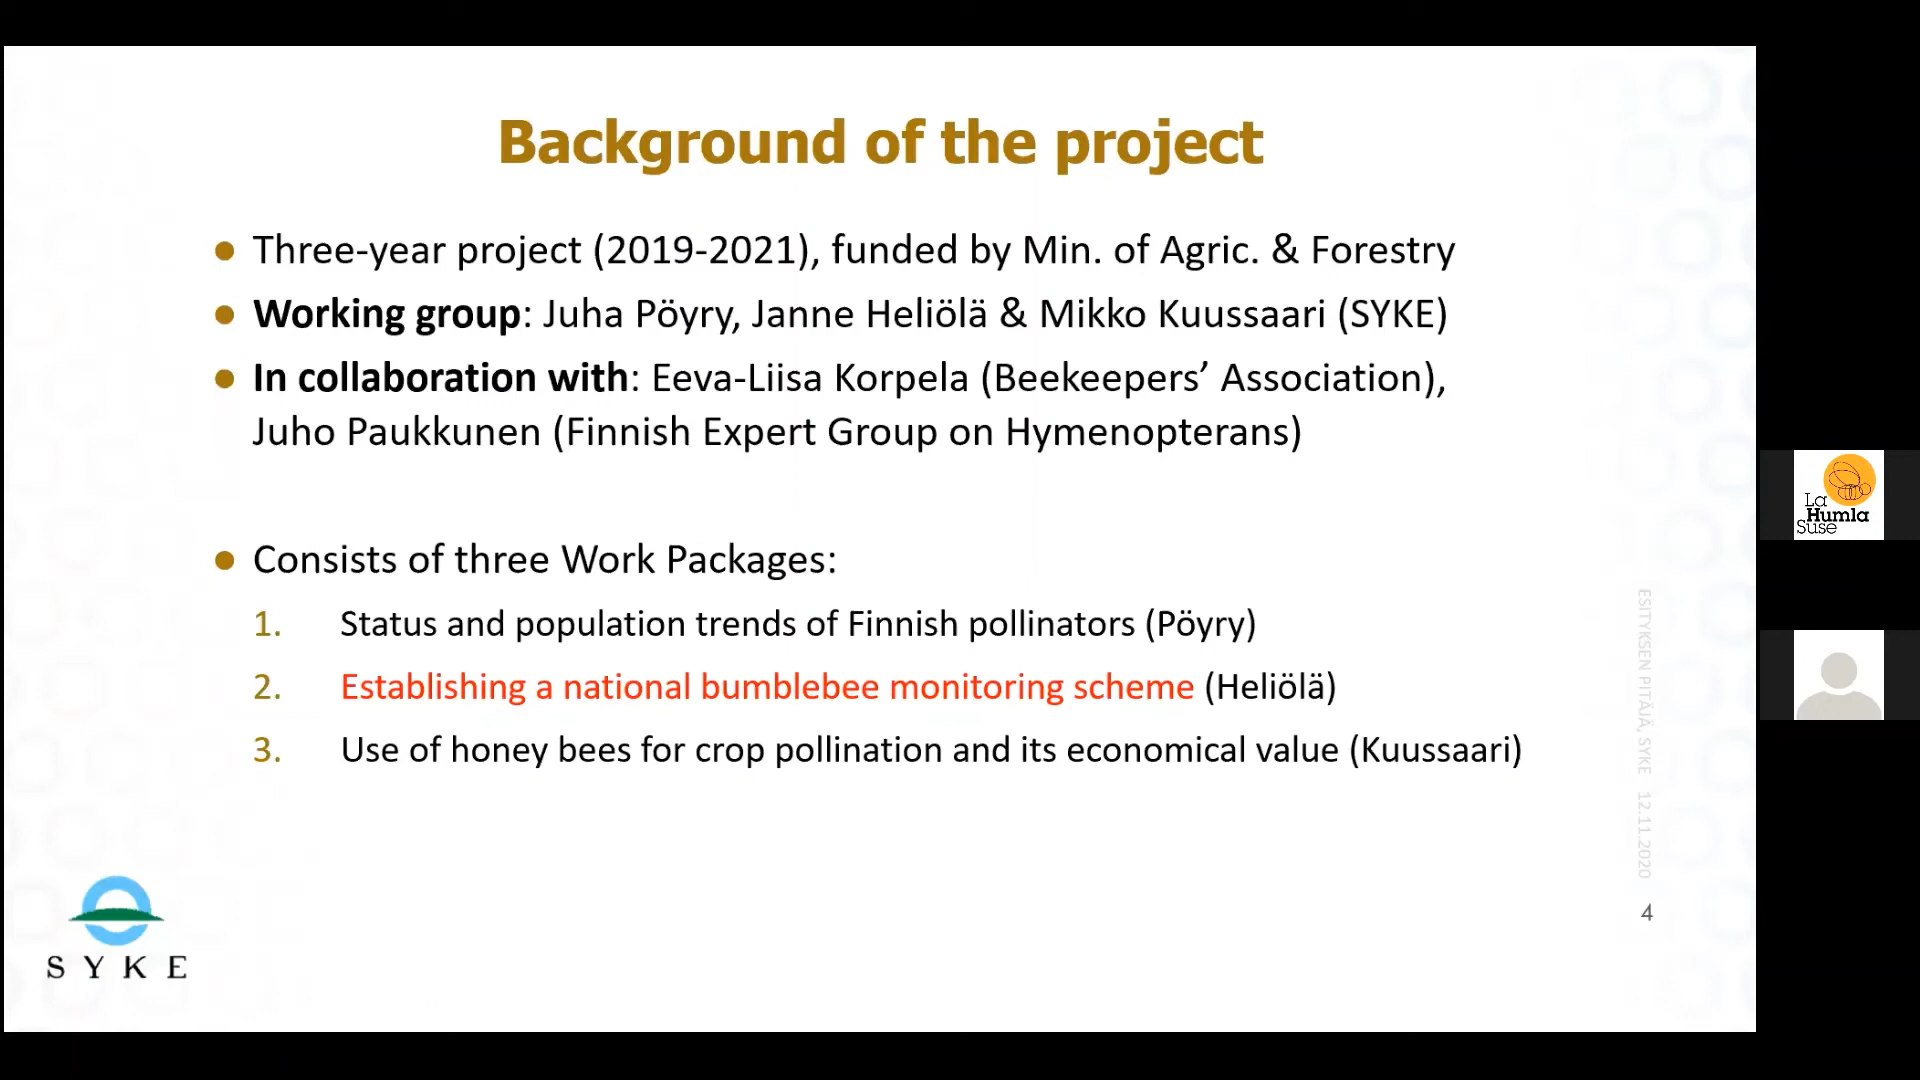 Background of the project
● Three-year project (2019-2021), funded by Min. of Agric. & Forestry
● Working group: Juha Pöyry, Janne Heliölä & Mikko Kuussaari (SYKE)
● In collaboration with: Eeva-Liisa Korpela (Beekeepers’ Association),
Juho Paukkunen (Finnish Expert Group on Hymenopterans)
● Consists of three Work Packages:
1. Status and population trends of Finnish pollinators (Pöyry)
2. Establishing a national bumblebee monitoring scheme (Heliölä)
3. Use of honey bees for crop pollination and its economical value (Kuussaari)
ESITYKSEN PITÄJÄ, SYKE 12.11.2020
4
SYKE
La
Humla
Suse